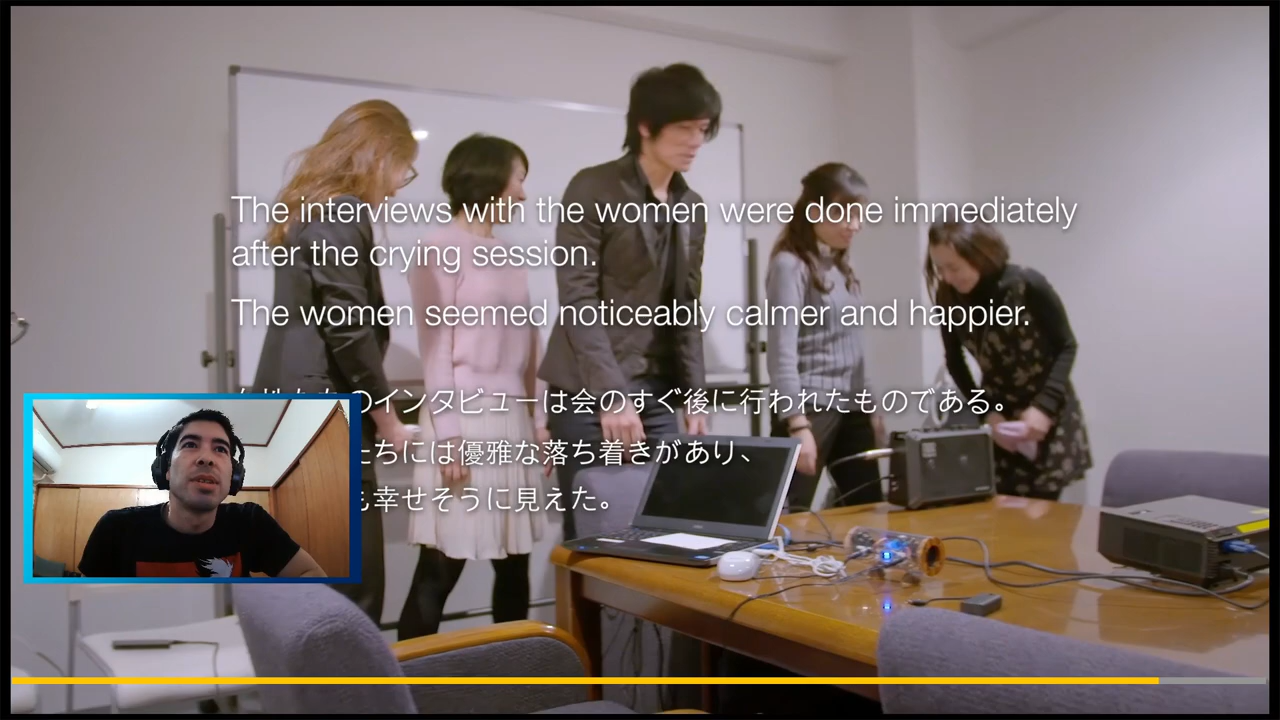 The interviews with the women were done immediately
after the crying session.
The women seemed noticeably calmer and happier.
のインタビューは会のすぐ後に行われたものである。
たちには優雅な落ち着きがあり、
も幸せそうに見えた。